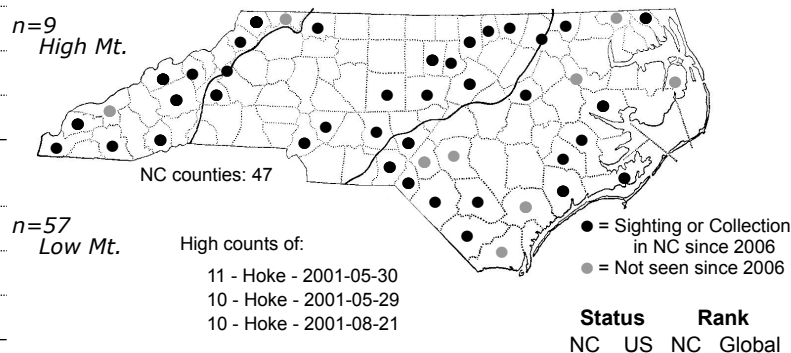 n=9
High Mt.
NC counties: 47
n=57
Low Mt.
High counts of:
11 - Hoke - 2001-05-30
10 - Hoke - 2001-05-29
10 - Hoke - 2001-08-21
● = Sighting or Collection
in NC since 2006
● = Not seen since 2006
Status Rank
NC US NC Global